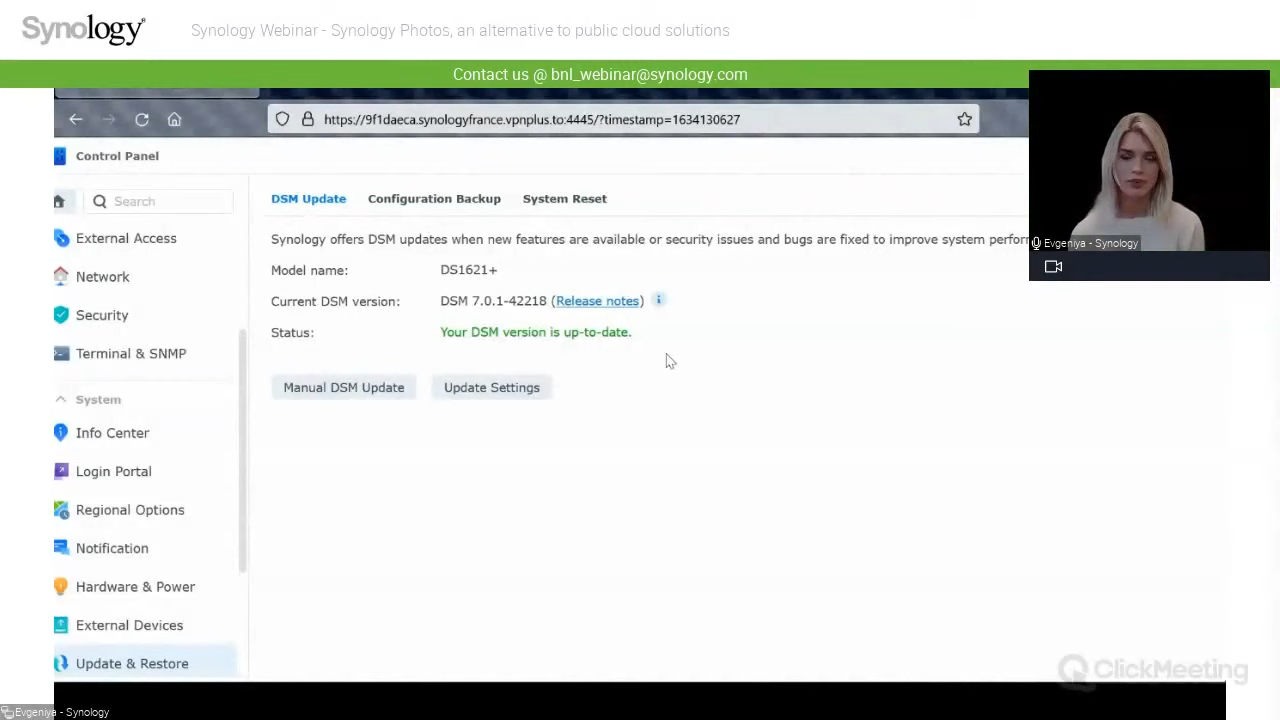 Synology
Synology Webinar - Synology Photos, an alternative to public cloud solutions
Contact us @ bnl_webinar@synology.com
https://9f1daeca.synologyfrance.vpnplus.to:4445/?timestamp=1634130627
Control Panel
Search
External Access
Network
Security
Terminal & SNMP
System
Info Center
Login Portal
Regional Options
Notification
Hardware & Power
External Devices
Update & Restore
DSM Update Configuration Backup System Reset
Synology offers DSM updates when new features are available or security issues and bugs are fixed to improve system perfor
Model name: DS1621+
Current DSM version: DSM 7.0.1-42218 (Release notes)
Status: Your DSM version is up-to-date.
Manual DSM Update Update Settings
Evgeniya - Synology
ClickMeeting
Evgeniya - Synology